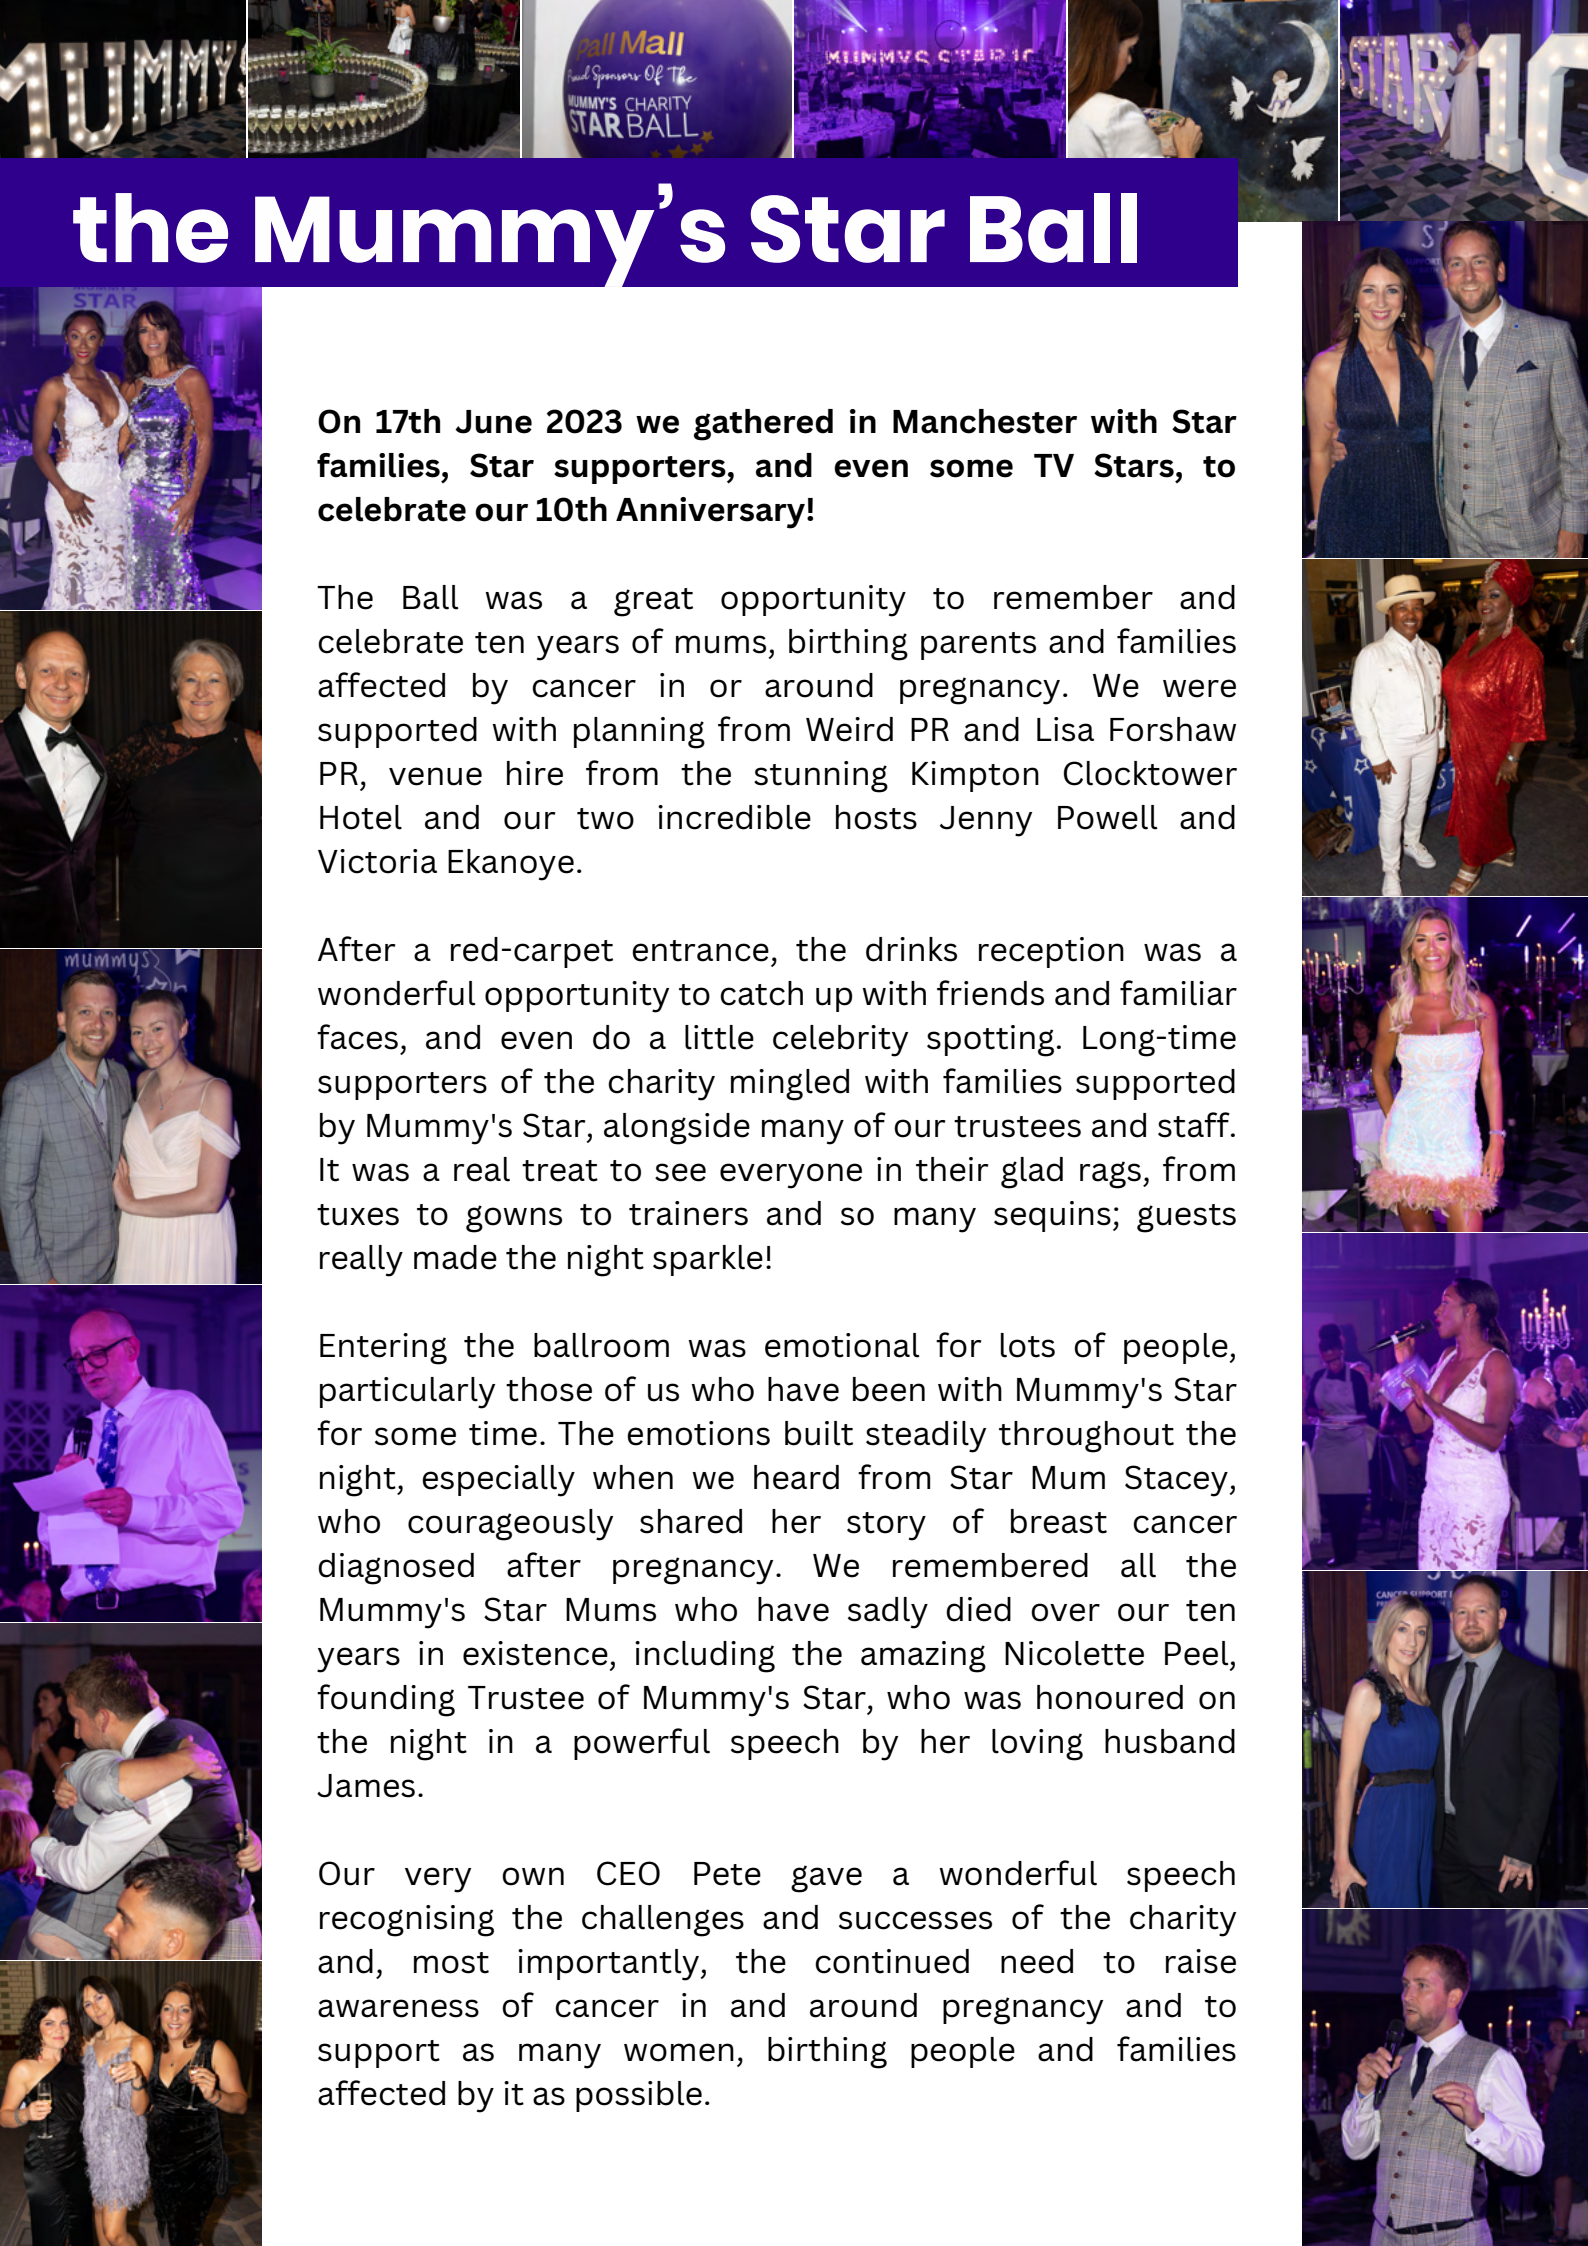 MUMMY'S
Pall Mall
Proud Sponsors Of The
MUMMY'S CHARITY
STAR BALL
MUMMYS STAR 10
STAR 10
the Mummy's Star Ball
STAR
On 17th June 2023 we gathered in Manchester with Star
families, Star supporters, and even some TV Stars, to
celebrate our 10th Anniversary!
The Ball was a great opportunity to remember and
celebrate ten years of mums, birthing parents and families
affected by cancer in or around pregnancy. We were
supported with planning from Weird PR and Lisa Forshaw
PR, venue hire from the stunning Kimpton Clocktower
Hotel and our two incredible hosts Jenny Powell and
Victoria Ekanoye.
After a red-carpet entrance, the drinks reception was a
wonderful opportunity to catch up with friends and familiar
faces, and even do a little celebrity spotting. Long-time
supporters of the charity mingled with families supported
by Mummy's Star, alongside many of our trustees and staff.
It was a real treat to see everyone in their glad rags, from
tuxes to gowns to trainers and so many sequins; guests
really made the night sparkle!
Entering the ballroom was emotional for lots of people,
particularly those of us who have been with Mummy's Star
for some time. The emotions built steadily throughout the
night, especially when we heard from Star Mum Stacey,
who courageously shared her story of breast cancer
diagnosed after pregnancy. We remembered all the
Mummy's Star Mums who have sadly died over our ten
years in existence, including the amazing Nicolette Peel,
founding Trustee of Mummy's Star, who was honoured on
the night in a powerful speech by her loving husband
James.
Our very own CEO Pete gave a wonderful speech
recognising the challenges and successes of the charity
and, most importantly, the continued need to raise
awareness of cancer in and around pregnancy and to
support as many women, birthing people and families
affected by it as possible.
mummys
CANCER SUPPORT